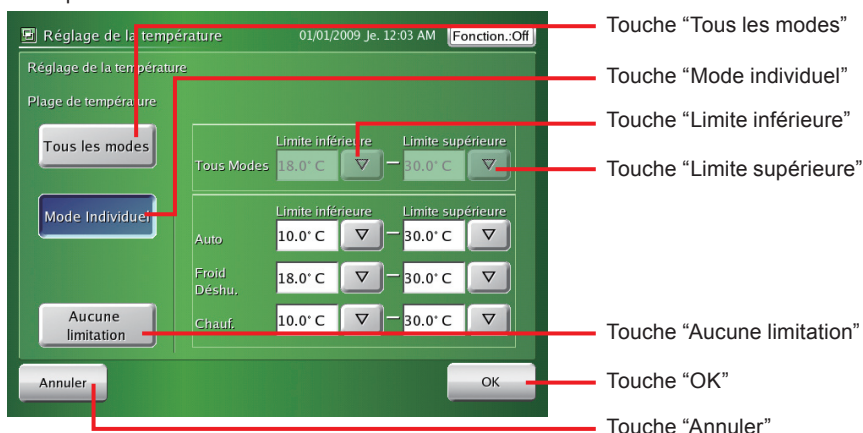 Réglage de la température 01/01/2009 Je. 12:03 AM Fonction.:Off
Réglage de la température
Plage de température
Tous les modes
Limite inférieure Limite supérieure
Tous Modes 18.0°C – 30.0°C
Mode Individuel
Limite inférieure Limite supérieure
Auto 10.0°C – 30.0°C
Froid
Déshu. 18.0°C – 30.0°C
Aucune
limitation
Chauf. 10.0°C – 30.0°C
Annuler OK
Touche “Tous les modes”
Touche “Mode individuel”
Touche “Limite inférieure”
Touche “Limite supérieure”
Touche “Aucune limitation”
Touche “OK”
Touche “Annuler”